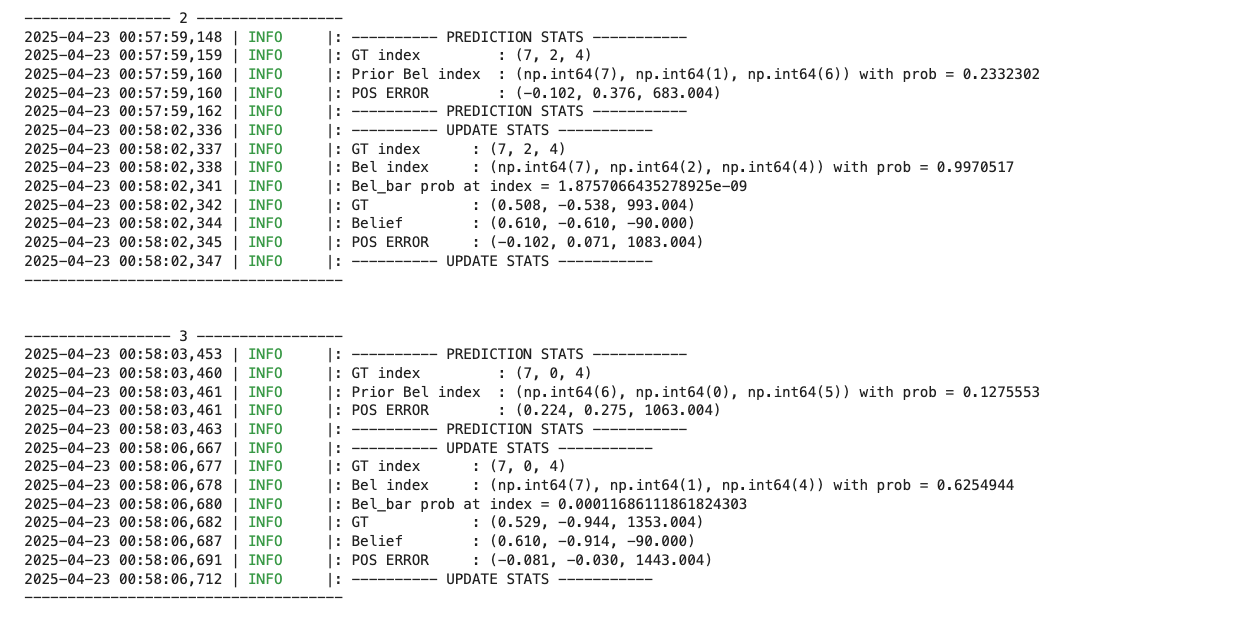 ----------------- 2 -----------------
2025-04-23 00:57:59,148 | INFO     |: ---------- PREDICTION STATS -----------
2025-04-23 00:57:59,159 | INFO     |: GT index         : (7, 2, 4)
2025-04-23 00:57:59,160 | INFO     |: Prior Bel index  : (np.int64(7), np.int64(1), np.int64(6)) with prob = 0.2332302
2025-04-23 00:57:59,160 | INFO     |: POS ERROR        : (-0.102, 0.376, 683.004)
2025-04-23 00:57:59,162 | INFO     |: ---------- PREDICTION STATS -----------
2025-04-23 00:58:02,336 | INFO     |: ---------- UPDATE STATS -----------
2025-04-23 00:58:02,337 | INFO     |: GT index      : (7, 2, 4)
2025-04-23 00:58:02,338 | INFO     |: Bel index     : (np.int64(7), np.int64(2), np.int64(4)) with prob = 0.9970517
2025-04-23 00:58:02,341 | INFO     |: Bel_bar prob at index = 1.8757066435278925e-09
2025-04-23 00:58:02,342 | INFO     |: GT            : (0.508, -0.538, 993.004)
2025-04-23 00:58:02,344 | INFO     |: Belief        : (0.610, -0.610, -90.000)
2025-04-23 00:58:02,345 | INFO     |: POS ERROR     : (-0.102, 0.071, 1083.004)
2025-04-23 00:58:02,347 | INFO     |: ---------- UPDATE STATS -----------
-------------------------------------
----------------- 3 -----------------
2025-04-23 00:58:03,453 | INFO     |: ---------- PREDICTION STATS -----------
2025-04-23 00:58:03,460 | INFO     |: GT index         : (7, 0, 4)
2025-04-23 00:58:03,461 | INFO     |: Prior Bel index  : (np.int64(6), np.int64(0), np.int64(5)) with prob = 0.1275553
2025-04-23 00:58:03,461 | INFO     |: POS ERROR        : (0.224, 0.275, 1063.004)
2025-04-23 00:58:03,463 | INFO     |: ---------- PREDICTION STATS -----------
2025-04-23 00:58:06,667 | INFO     |: ---------- UPDATE STATS -----------
2025-04-23 00:58:06,677 | INFO     |: GT index      : (7, 0, 4)
2025-04-23 00:58:06,678 | INFO     |: Bel index     : (np.int64(7), np.int64(1), np.int64(4)) with prob = 0.6254944
2025-04-23 00:58:06,680 | INFO     |: Bel_bar prob at index = 0.00011686111861824303
2025-04-23 00:58:06,682 | INFO     |: GT            : (0.529, -0.944, 1353.004)
2025-04-23 00:58:06,687 | INFO     |: Belief        : (0.610, -0.914, -90.000)
2025-04-23 00:58:06,691 | INFO     |: POS ERROR     : (-0.081, -0.030, 1443.004)
2025-04-23 00:58:06,712 | INFO     |: ---------- UPDATE STATS -----------
-------------------------------------